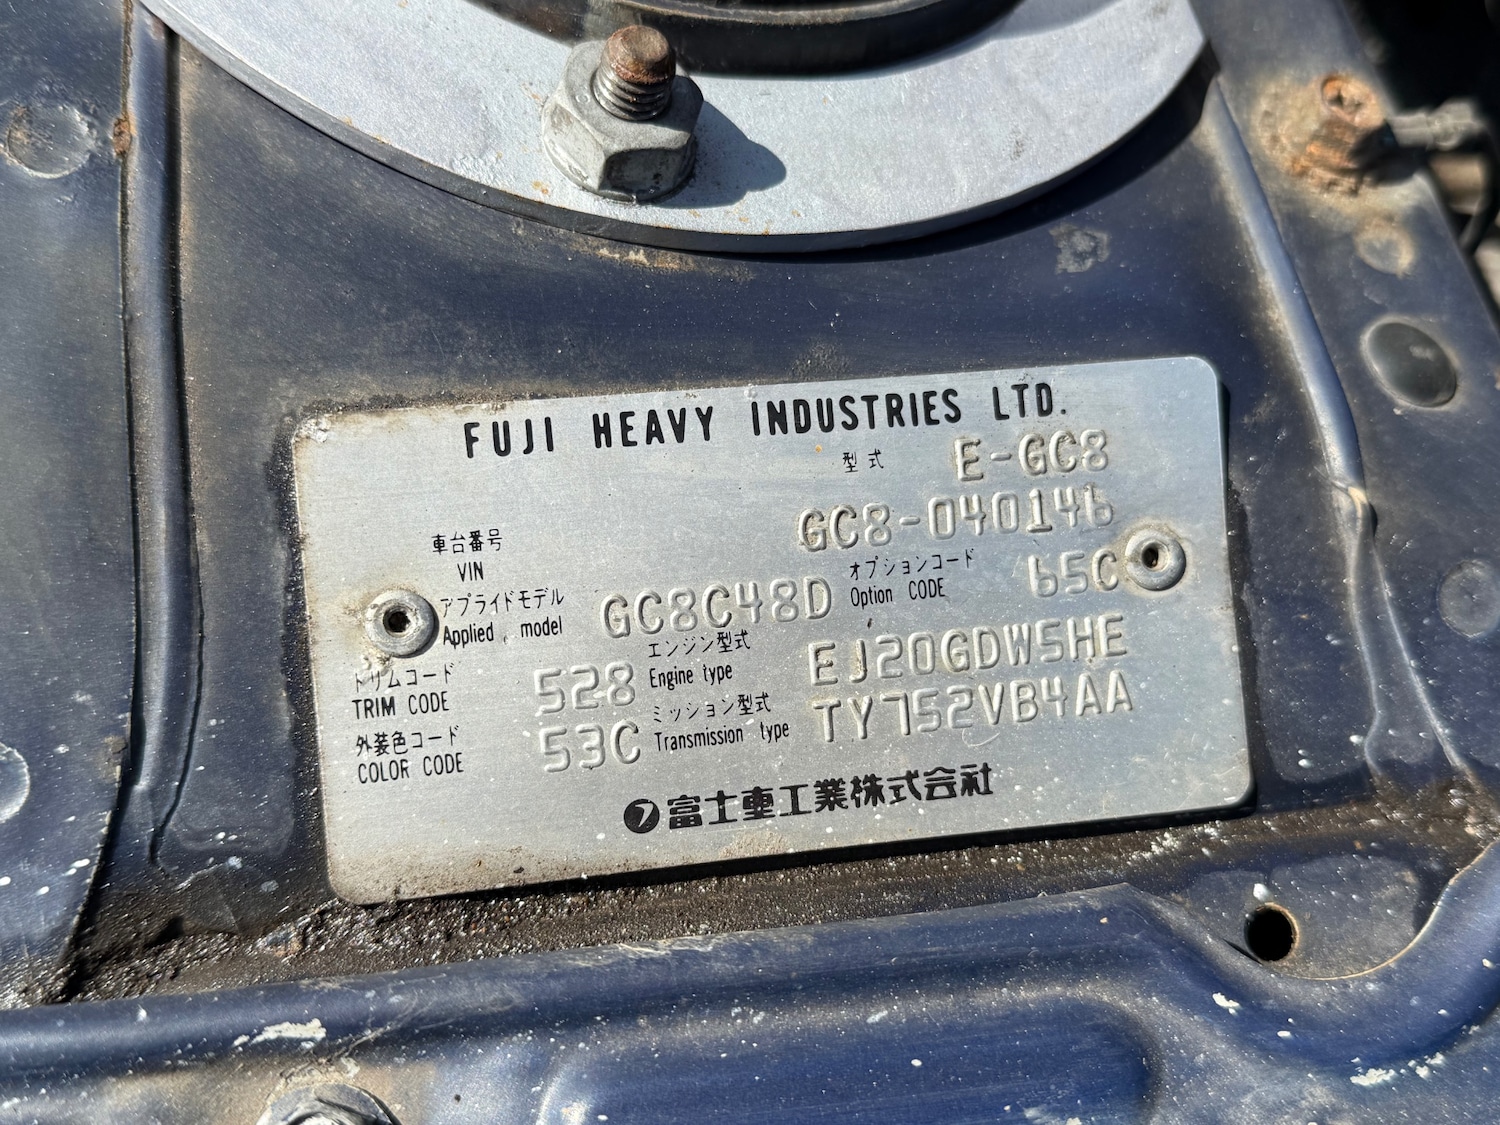 FUJI HEAVY INDUSTRIES LTD.
型式 E-GC8
車台番号
VIN GC8-040146
アプライドモデル
Applied model GC8C48D
オプションコード
Option CODE 65C
トリムコード
TRIM CODE 528
エンジン型式
Engine type EJ20GDW5HE
外装色コード
COLOR CODE 53C
ミッション型式
Transmission type TY752VB4AA
富士重工業株式会社